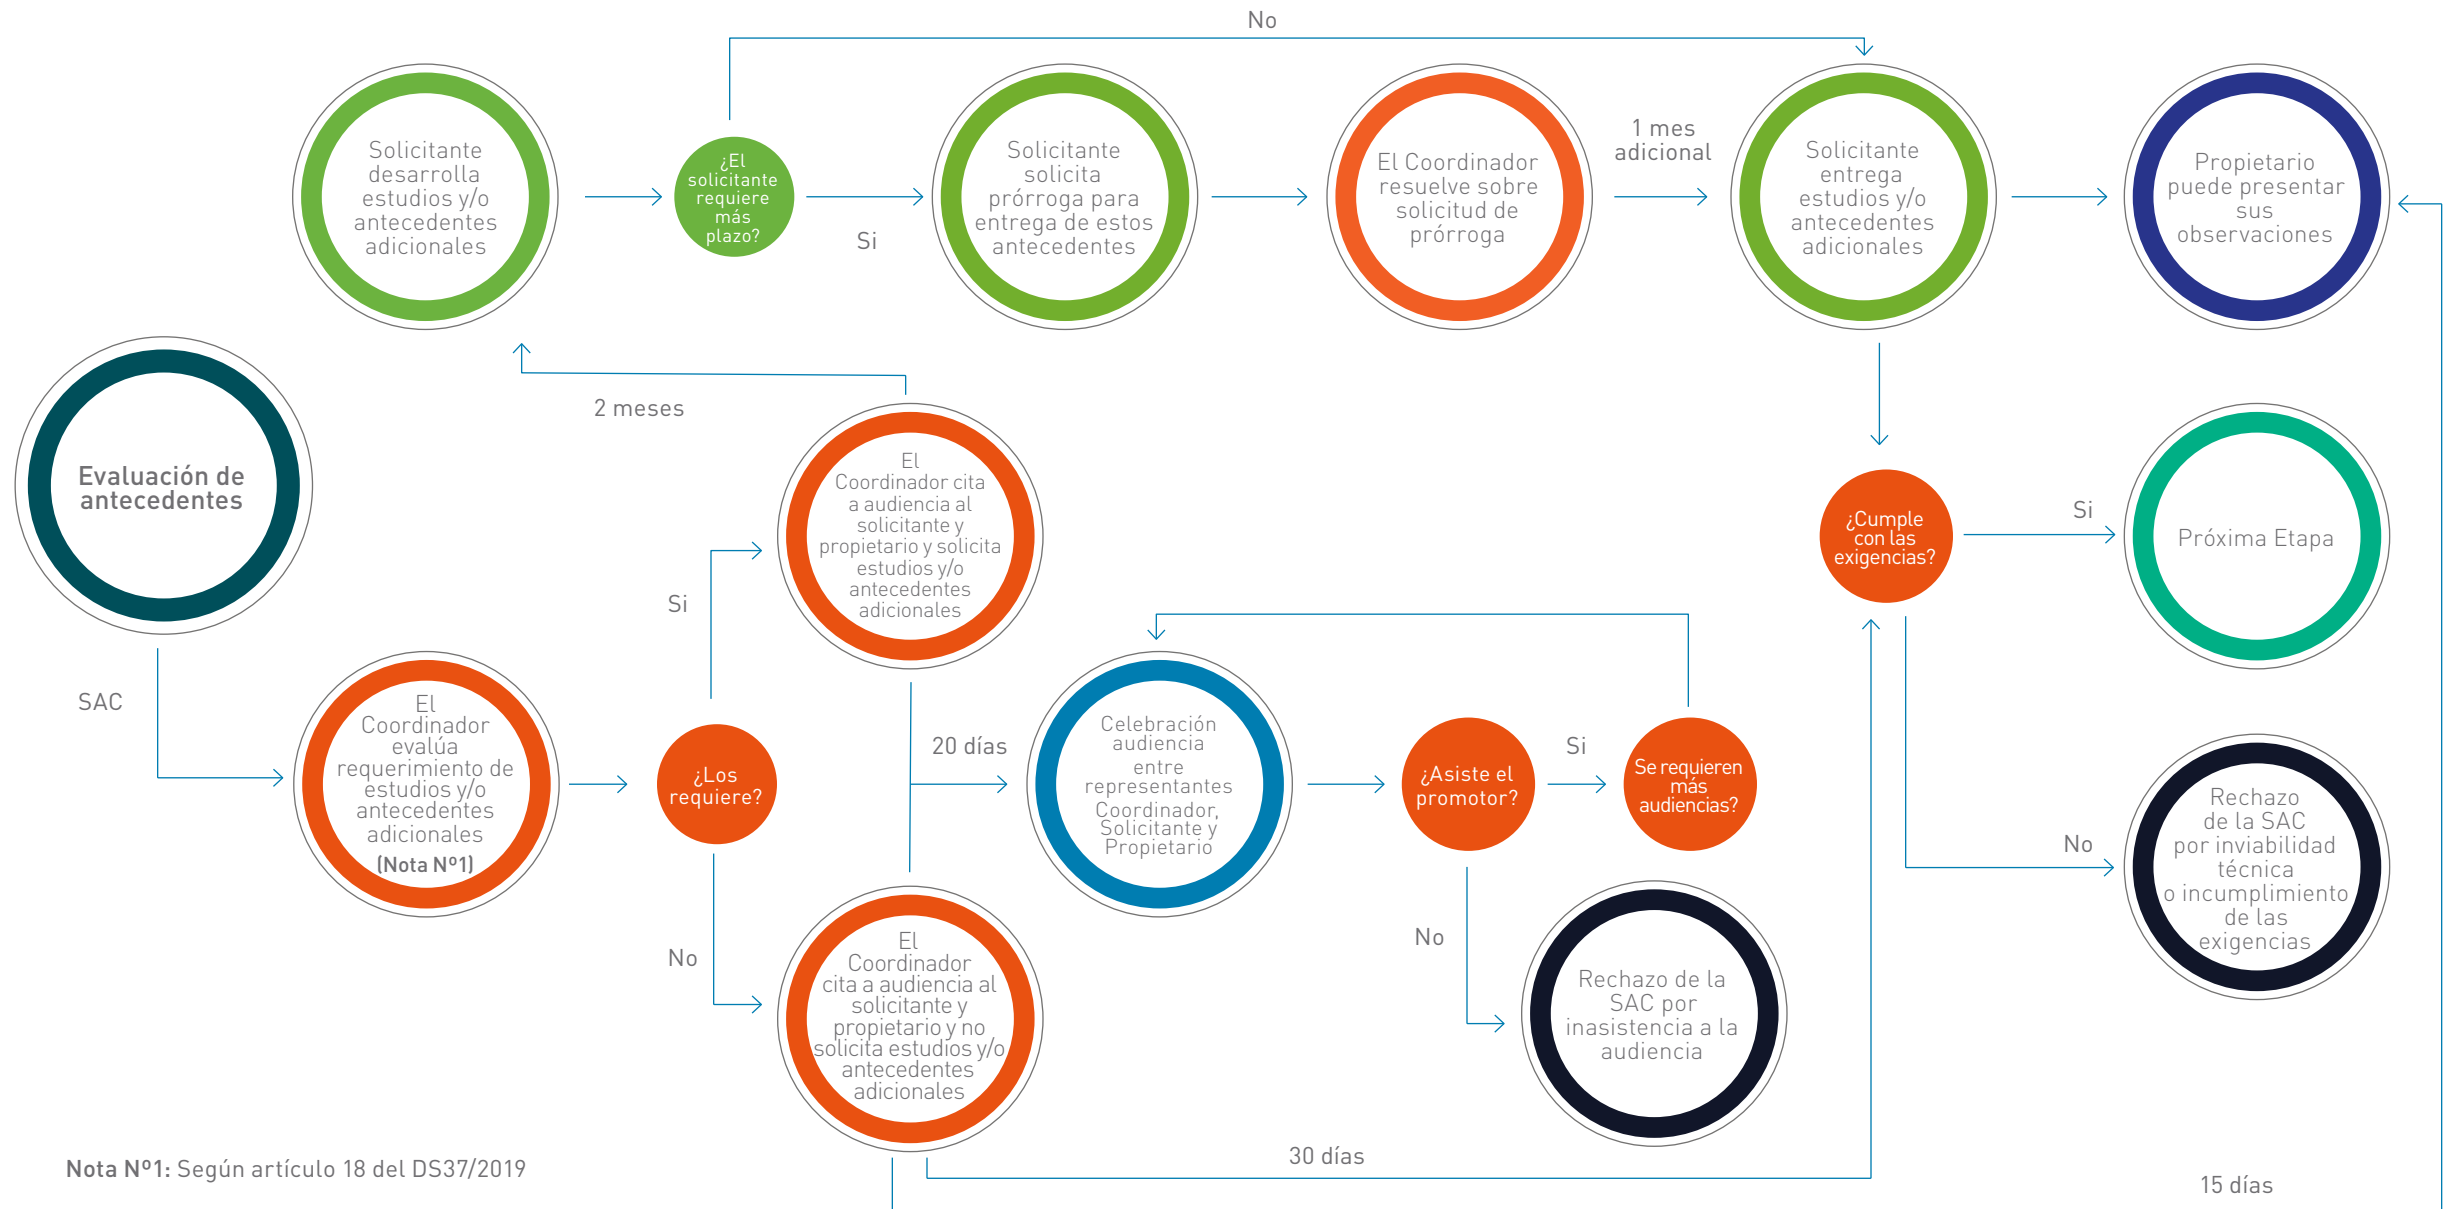 No
Solicitante
desarrolla
estudios y/o
antecedentes
adicionales
¿El
solicitante
requiere
más
plazo?
Si
Solicitante
solicita
prórroga para
entrega de estos
antecedentes
El Coordinador
resuelve sobre
solicitud de
prórroga
1 mes
adicional
Solicitante
entrega
estudios y/o
antecedentes
adicionales
Propietario
puede presentar
sus
observaciones
2 meses
Evaluación de
antecedentes
SAC
El
Coordinador
evalúa
requerimiento de
estudios y/o
antecedentes
adicionales
(Nota Nº1)
¿Los
requiere?
Si
No
El
Coordinador cita
a audiencia al
solicitante y
propietario y solicita
estudios y/o
antecedentes
adicionales
El
Coordinador
cita a audiencia al
solicitante y
propietario y no
solicita estudios y/o
antecedentes
adicionales
20 días
Celebración
audiencia
entre
representantes
Coordinador,
Solicitante y
Propietario
¿Asiste el
promotor?
Si
Se requieren
más
audiencias?
No
Rechazo de la
SAC por
inasistencia a la
audiencia
¿Cumple
con las
exigencias?
Si
Próxima Etapa
No
Rechazo
de la SAC
por inviabilidad
técnica
o incumplimiento
de las
exigencias
30 días
15 días
Nota Nº1: Según artículo 18 del DS37/2019